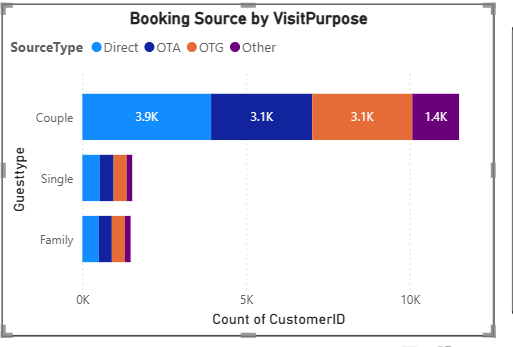 Booking Source by VisitPurpose
SourceType Direct OTA OTG Other
Guesttype
Couple 3.9K 3.1K 3.1K 1.4K
Single
Family
0K 5K 10K
Count of CustomerID